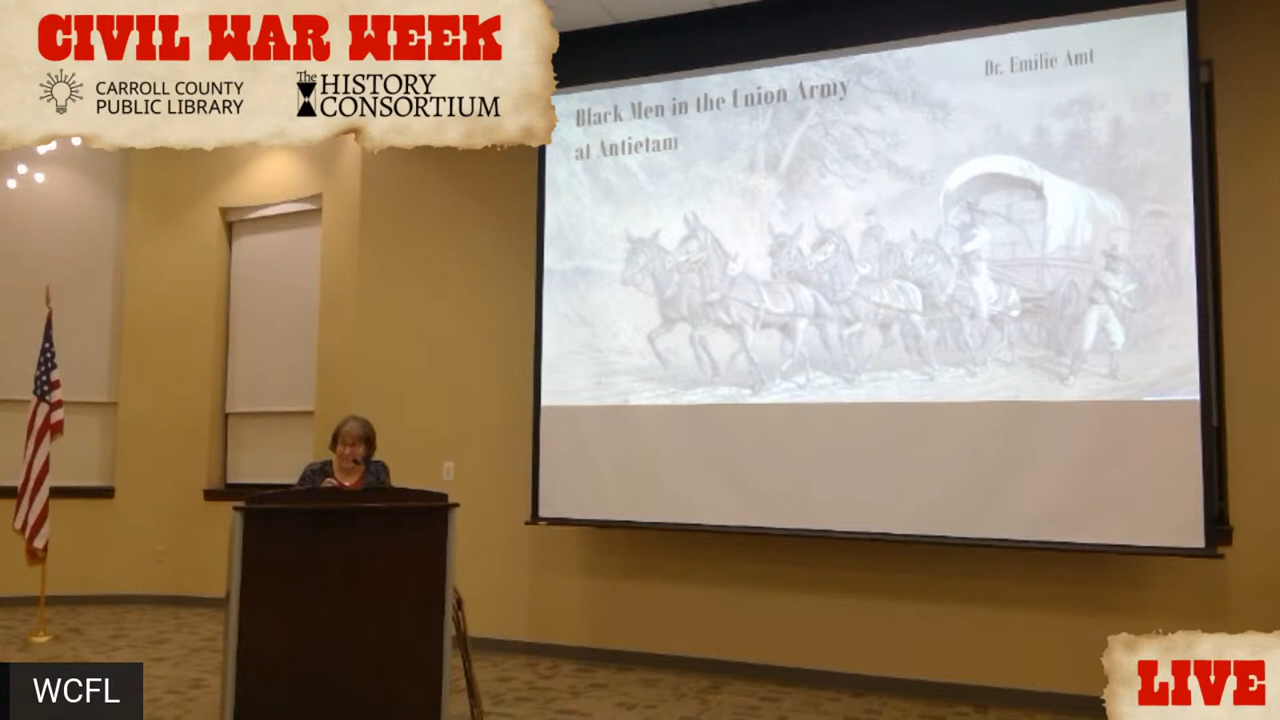 CIVIL WAR WEEK
CARROLL COUNTY
PUBLIC LIBRARY
The HISTORY
CONSORTIUM
Dr. Emilie Amt
Black Men in the Union Army
at Antietam
WCFL
LIVE